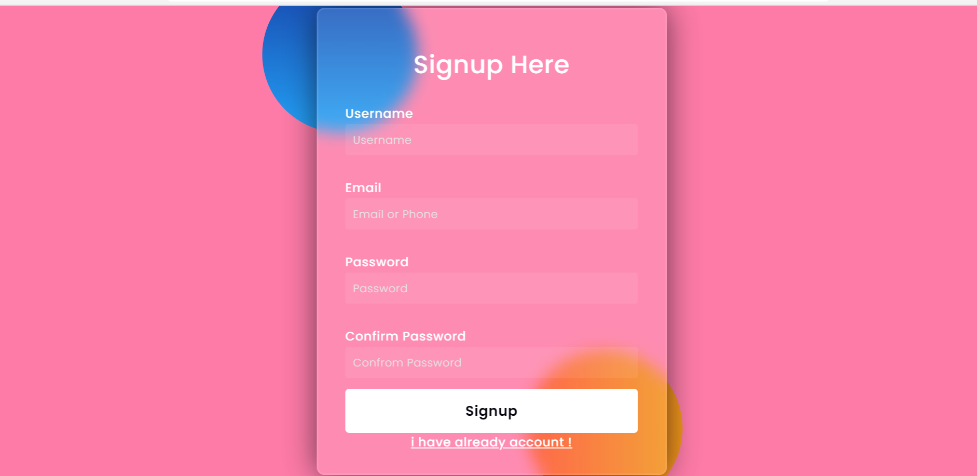 Signup Here
Username
Username
Email
Email or Phone
Password
Password
Confirm Password
Confrom Password
Signup
i have already account !